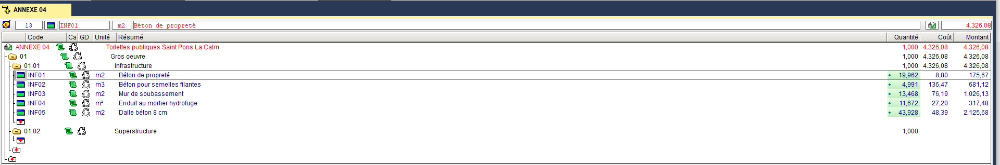 ANNEXE 04
13 INF01 m2 Béton de propreté 4.326,08
Code Ca GD Unité Résumé Quantité Coût Montant
ANNEXE 04 Toilettes publiques Saint Pons La Calm 1,000 4.326,08 4.326,08
01 Gros oeuvre 1,000 4.326,08 4.326,08
01.01 Infrastructure 1,000 4.326,08 4.326,08
INF01 m2 Béton de propreté 19,962 8,80 175,67
INF02 m3 Béton pour semelles filantes 4,991 136,47 681,12
INF03 m2 Mur de soubassement 13,468 76,19 1.026,13
INF04 m² Enduit au mortier hydrofuge 11,672 27,20 317,48
INF05 m2 Dalle béton 8 cm 43,928 48,39 2.125,68
01.02 Superstructure 1,000